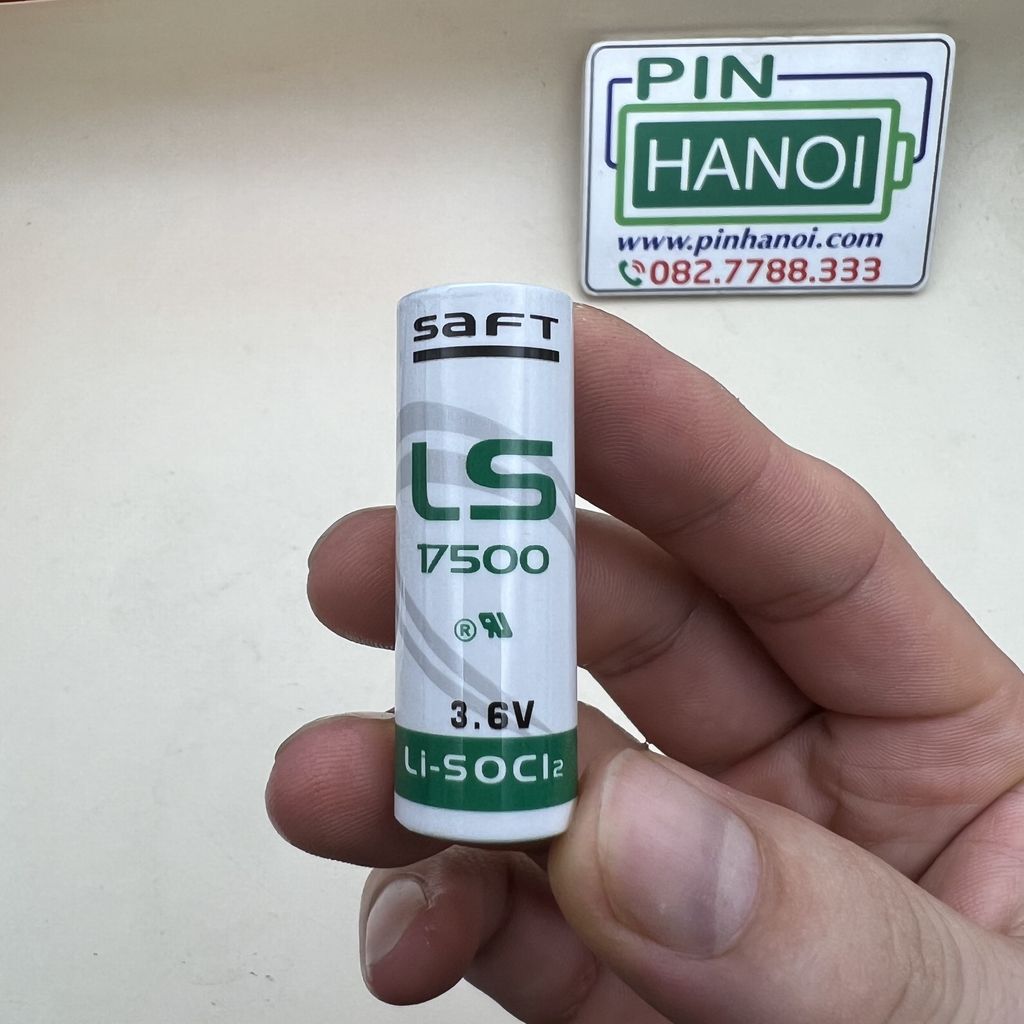 PIN
HANOI
www.pinhanoi.com
082.7788.333
saft
LS
17500
®
3.6V
Li-SOCl₂